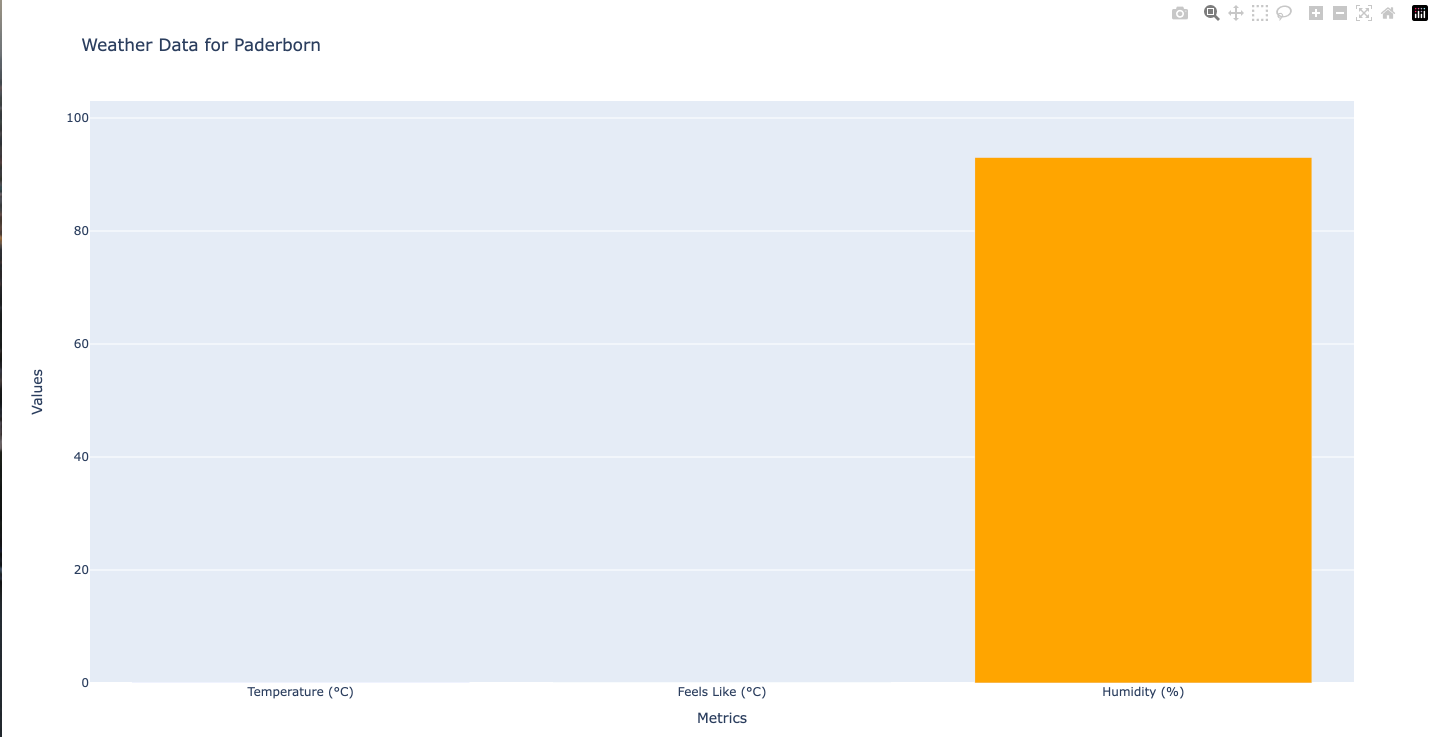 Weather Data for Paderborn
100
80
60
40
20
0
Values
Temperature (°C)
Feels Like (°C)
Humidity (%)
Metrics